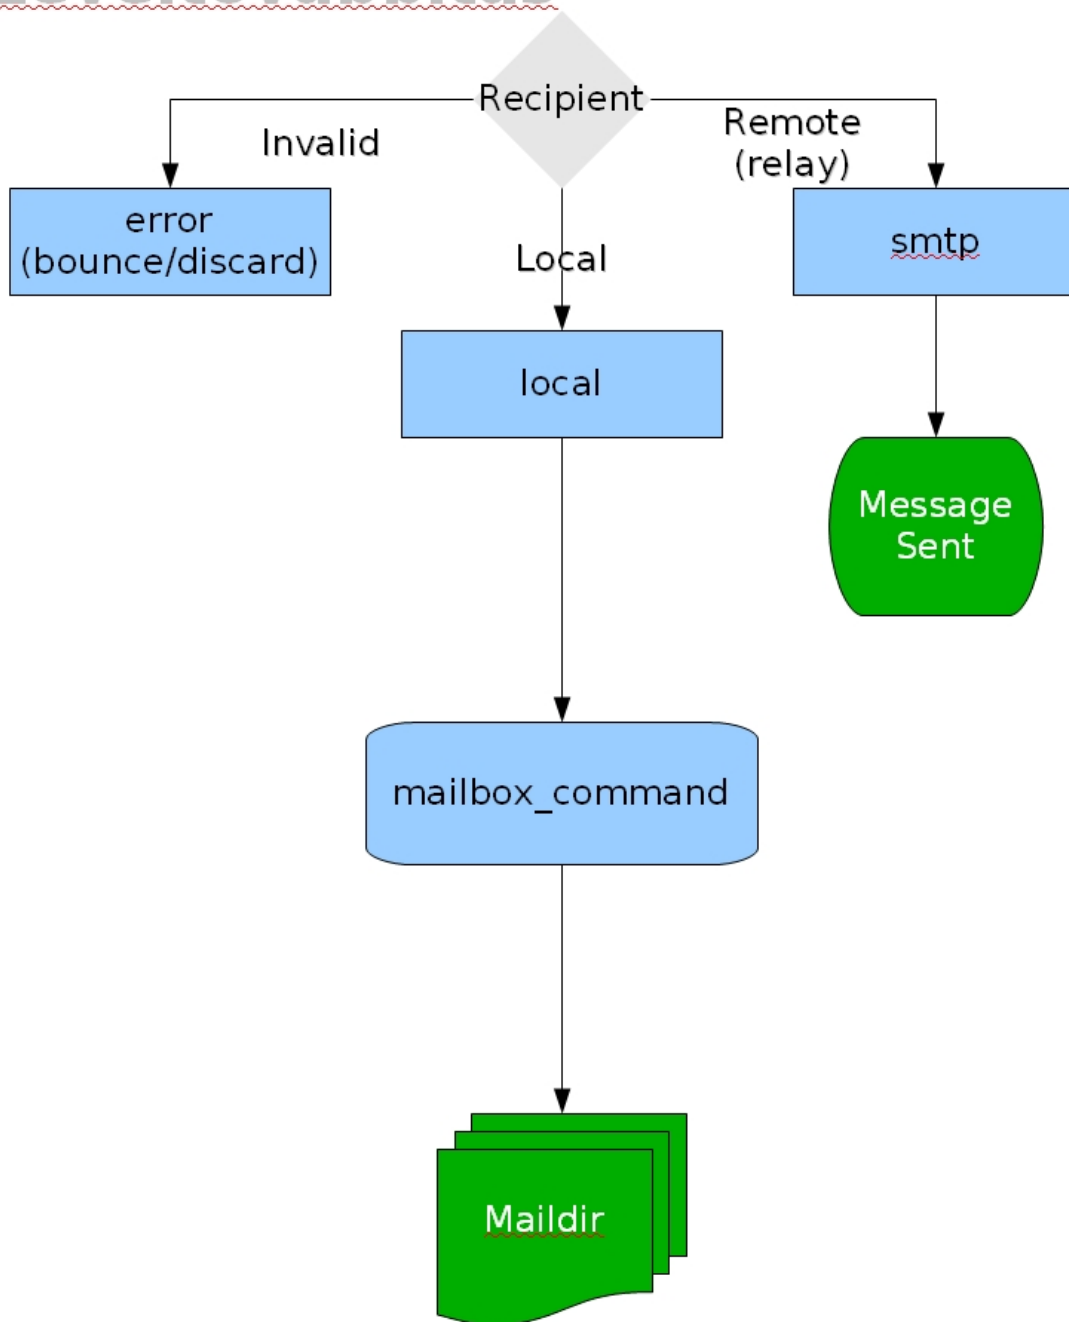 Recipient
Invalid
Remote
(relay)
error
(bounce/discard)
smtp
Local
local
Message
Sent
mailbox_command
Maildir